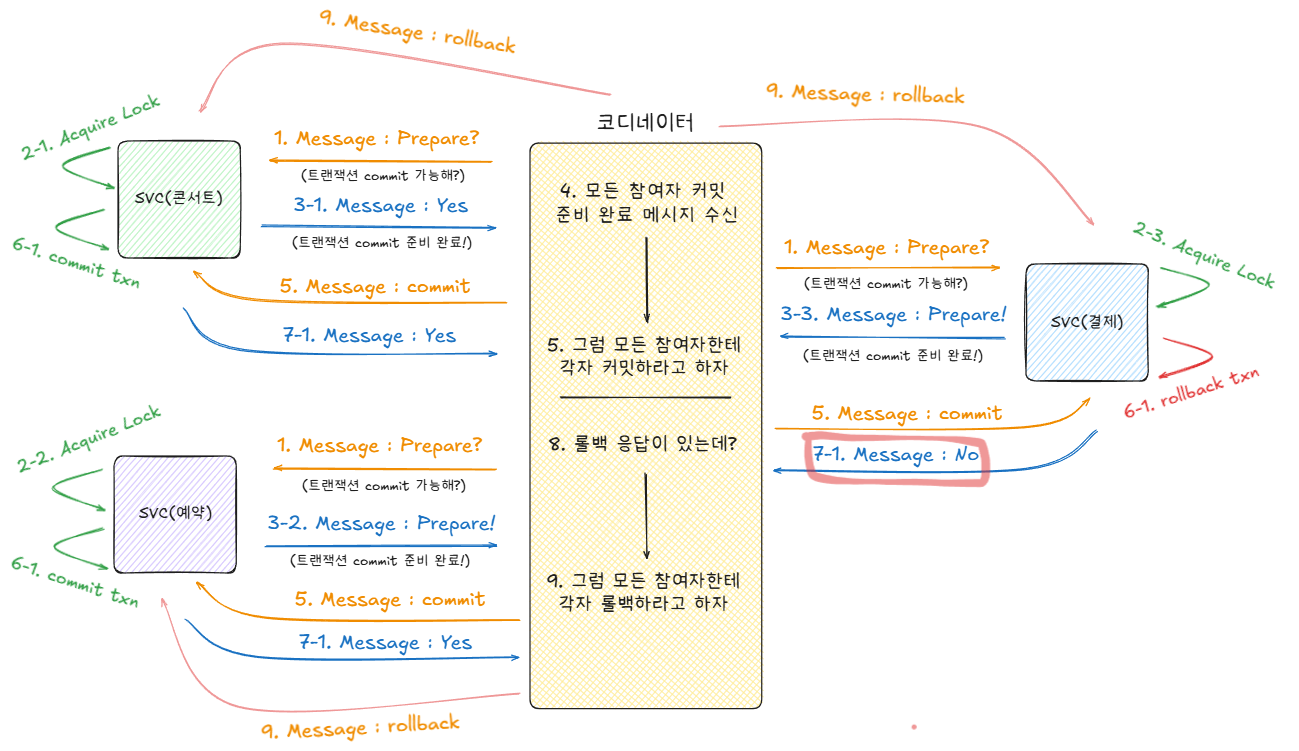 9. Message : rollback
9. Message : rollback
코디네이터
2-1. Acquire Lock
SVC(콘서트)
6-1. commit txn
1. Message : Prepare?
(트랜잭션 commit 가능해?)
3-1. Message : Yes
(트랜잭션 commit 준비 완료!)
5. Message : commit
7-1. Message : Yes
4. 모든 참여자 커밋
준비 완료 메시지 수신
5. 그럼 모든 참여자한테
각자 커밋하라고 하자
8. 롤백 응답이 있는데?
9. 그럼 모든 참여자한테
각자 롤백하라고 하자
1. Message : Prepare?
(트랜잭션 commit 가능해?)
3-3. Message : Prepare!
(트랜잭션 commit 준비 완료!)
5. Message : commit
7-1. Message : No
2-3. Acquire Lock
SVC(결제)
6-1. rollback txn
2-2. Acquire Lock
SVC(예약)
6-1. commit txn
1. Message : Prepare?
(트랜잭션 commit 가능해?)
3-2. Message : Prepare!
(트랜잭션 commit 준비 완료!)
5. Message : commit
7-1. Message : Yes
9. Message : rollback